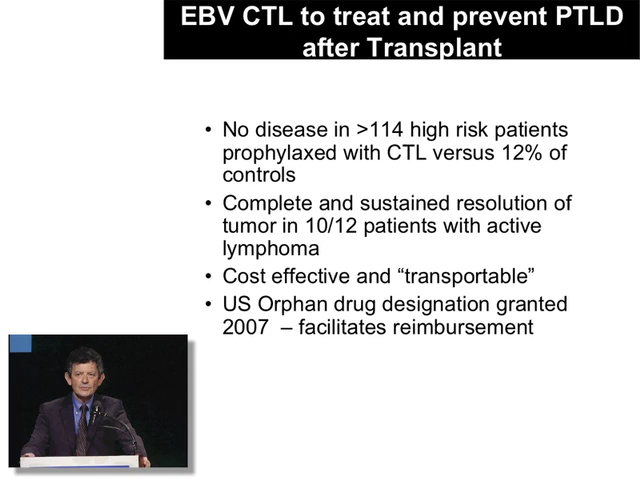 EBV CTL to treat and prevent PTLD
after Transplant
• No disease in >114 high risk patients
prophylaxed with CTL versus 12% of
controls
• Complete and sustained resolution of
tumor in 10/12 patients with active
lymphoma
• Cost effective and “transportable”
• US Orphan drug designation granted
2007 – facilitates reimbursement